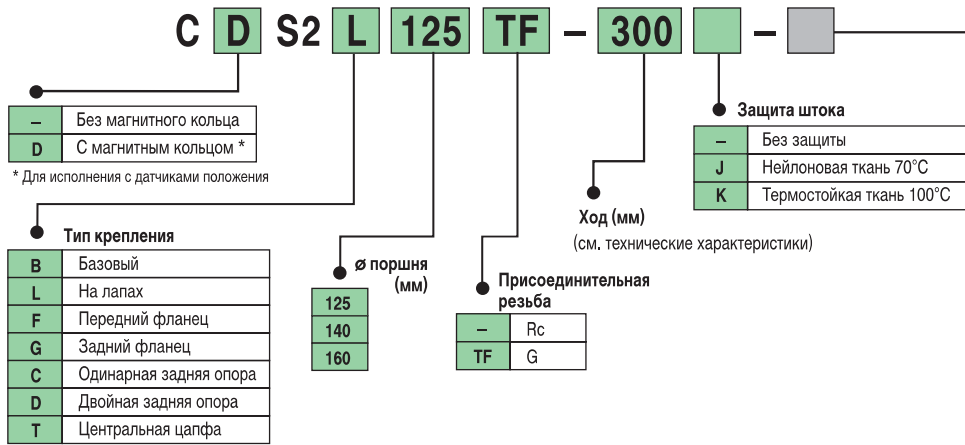 C D S2 L 125 TF – 300 –
– Без магнитного кольца
D С магнитным кольцом *
* Для исполнения с датчиками положения
Тип крепления
B Базовый
L На лапах
F Передний фланец
G Задний фланец
C Одинарная задняя опора
D Двойная задняя опора
T Центральная цапфа
ø поршня
(мм)
125
140
160
Присоединительная
резьба
– Rc
TF G
Ход (мм)
(см. технические характеристики)
Защита штока
– Без защиты
J Нейлоновая ткань 70°C
K Термостойкая ткань 100°C